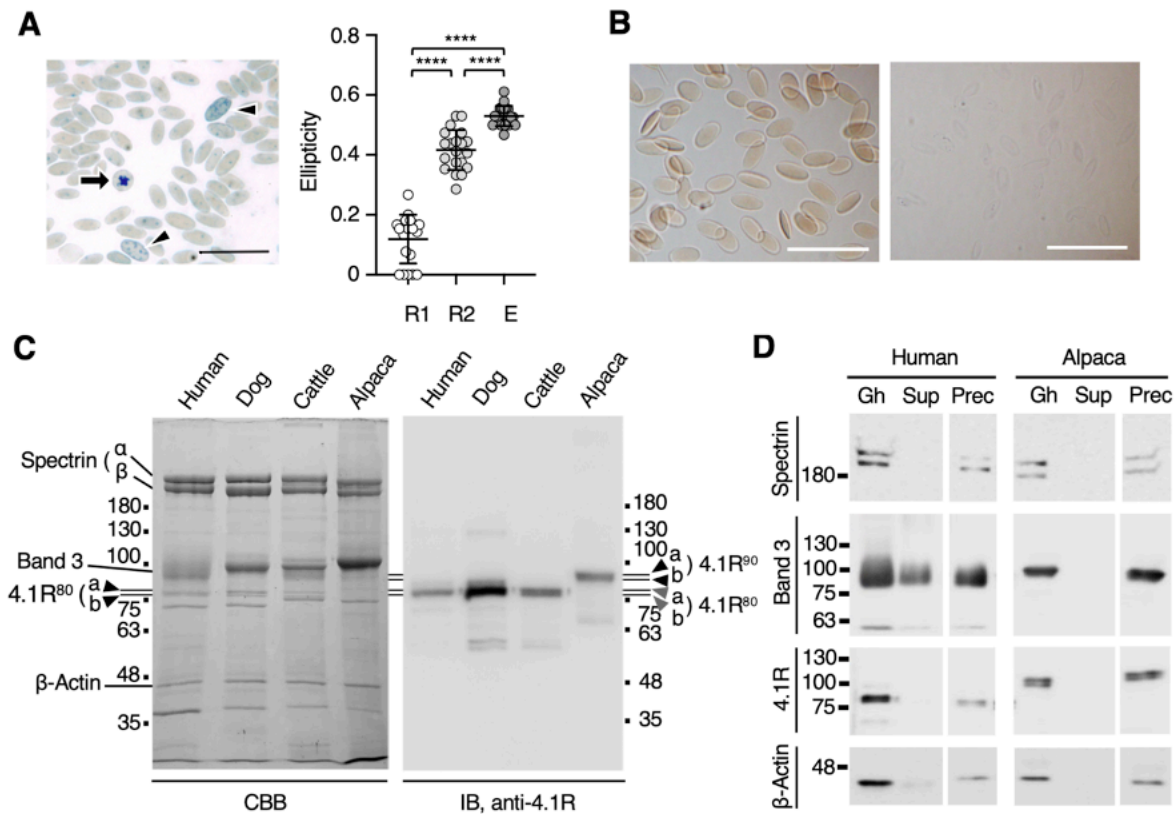 A
0.8
0.6
0.4
0.2
0
Ellipticity
****
**** ****
R1 R2 E
B
C
Human Dog Cattle Alpaca
Human Dog Cattle Alpaca
Spectrin ( α
β
180
130
100
Band 3
4.1R⁸⁰ ( a
b
75
63
48
β-Actin
35
CBB
180
130
100
a
b ) 4.1R⁹⁰
a
b ) 4.1R⁸⁰
75
63
48
35
IB, anti-4.1R
D
Human Alpaca
Gh Sup Prec Gh Sup Prec
Spectrin
180
Band 3
130
100
75
63
4.1R
130
100
75
β-Actin
48